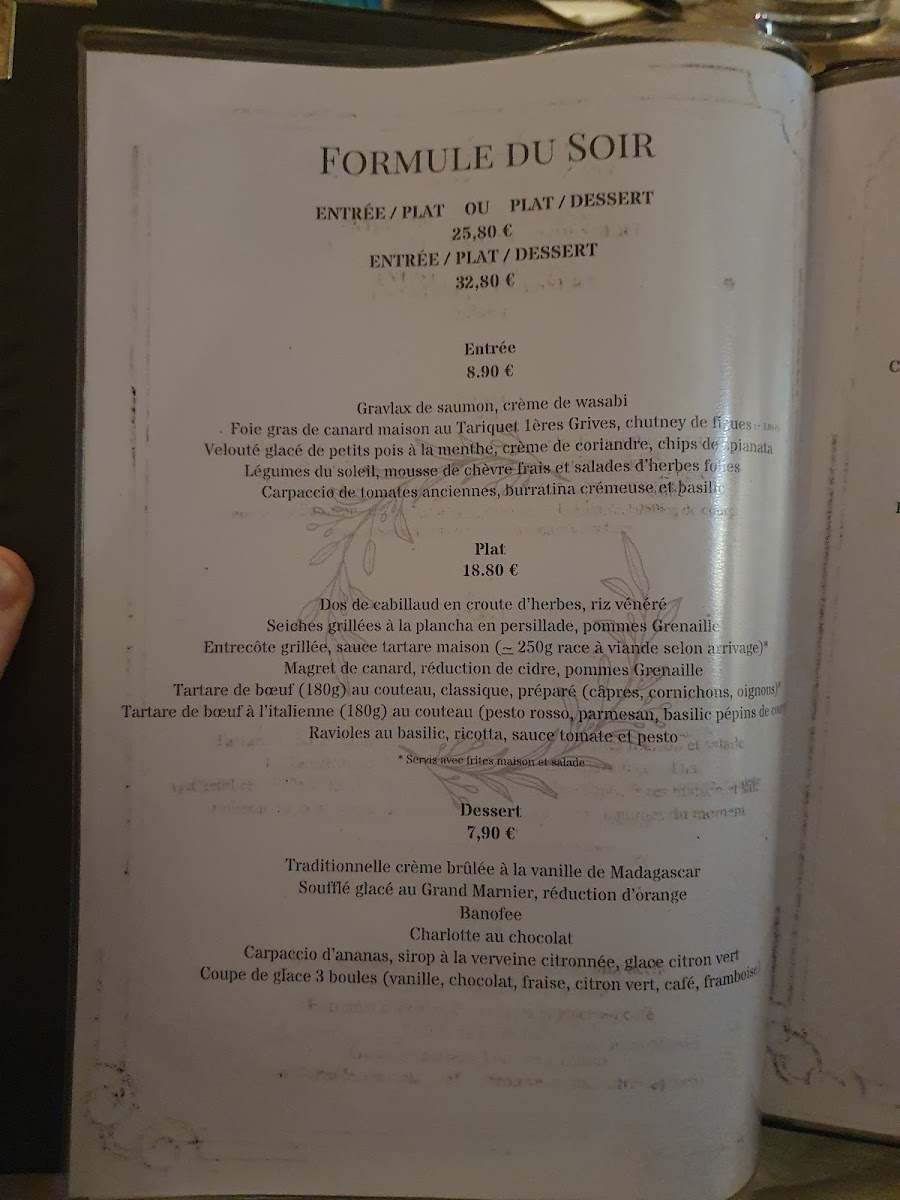 FORMULE DU SOIR
ENTRÉE / PLAT OU PLAT / DESSERT
25,80 €
ENTRÉE / PLAT / DESSERT
32,80 €
Entrée
8.90 €
Gravlax de saumon, crème de wasabi
Foie gras de canard maison au Tariquet 1ères Grives, chutney de figues
Velouté glacé de petits pois à la menthe, crème de coriandre, chips de spianata
Légumes du soleil, mousse de chèvre frais et salades d'herbes folles
Carpaccio de tomates anciennes, burratina crémeuse et basilic
Plat
18.80 €
Dos de cabillaud en croute d'herbes, riz vénéré
Seiches grillées à la plancha en persillade, pommes Grenaille
Entrecôte grillée, sauce tartare maison (~ 250g race à viande selon arrivage)*
Magret de canard, réduction de cidre, pommes Grenaille
Tartare de bœuf (180g) au couteau, classique, préparé (câpres, cornichons, oignons)*
Tartare de bœuf à l'italienne (180g) au couteau (pesto rosso, parmesan, basilic pépins de
Ravioles au basilic, ricotta, sauce tomate et pesto
* Servis avec frites maison et salade
Dessert
7,90 €
Traditionnelle crème brûlée à la vanille de Madagascar
Soufflé glacé au Grand Marnier, réduction d'orange
Banofee
Charlotte au chocolat
Carpaccio d'ananas, sirop à la verveine citronnée, glace citron vert
Coupe de glace 3 boules (vanille, chocolat, fraise, citron vert, café, framboise)